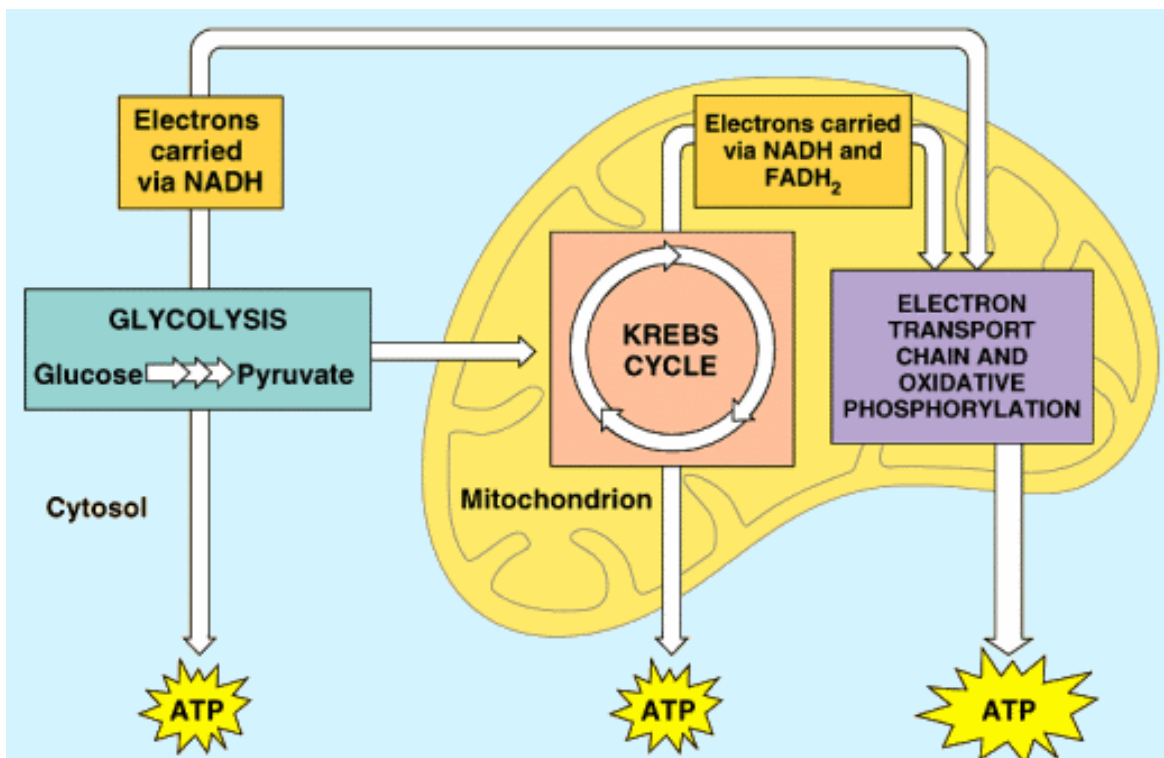 Electrons
carried
via NADH
Electrons carried
via NADH and
FADH₂
GLYCOLYSIS
Glucose Pyruvate
KREBS
CYCLE
ELECTRON
TRANSPORT
CHAIN AND
OXIDATIVE
PHOSPHORYLATION
Mitochondrion
Cytosol
ATP
ATP
ATP